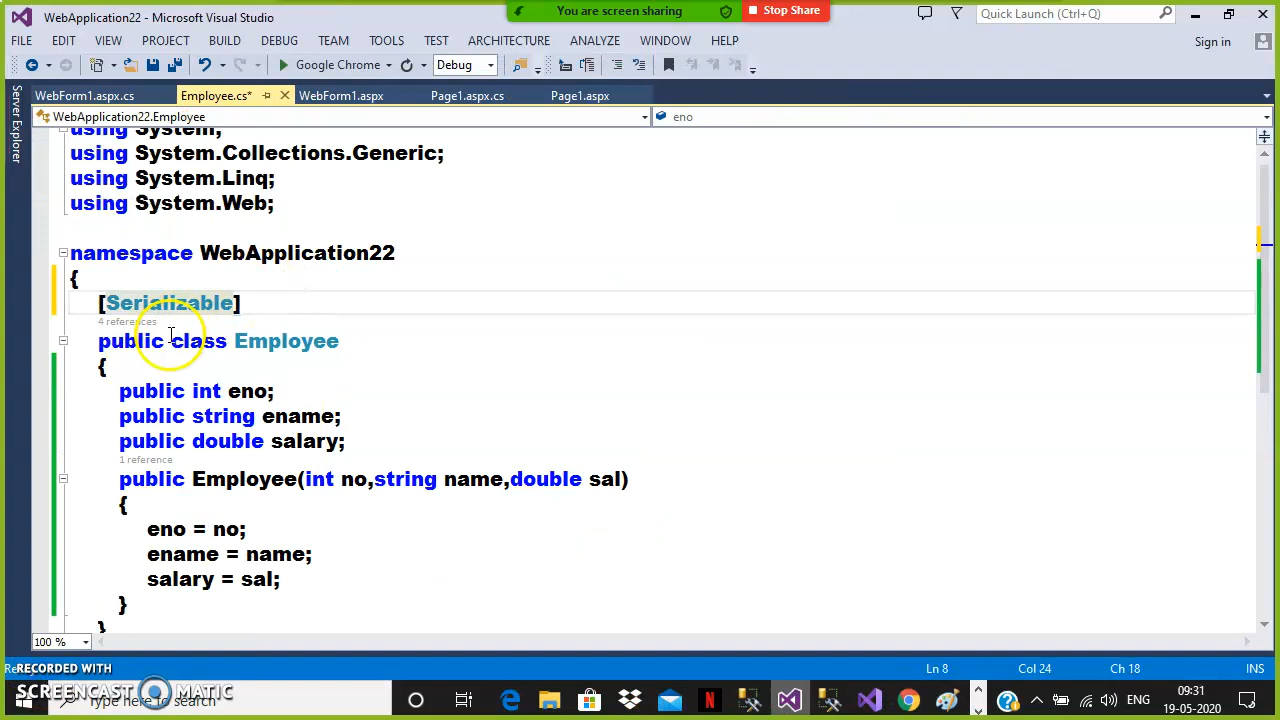 WebApplication22 - Microsoft Visual Studio
You are screen sharing
Stop Share
Quick Launch (Ctrl+Q)
FILE EDIT VIEW PROJECT BUILD DEBUG TEAM TOOLS TEST ARCHITECTURE ANALYZE WINDOW HELP
Sign in
Google Chrome Debug
Server Explorer
WebForm1.aspx.cs Employee.cs* WebForm1.aspx Page1.aspx.cs Page1.aspx
WebApplication22.Employee eno
using System;
using System.Collections.Generic;
using System.Linq;
using System.Web;
namespace WebApplication22
{
[Serializable]
4 references
public class Employee
{
public int eno;
public string ename;
public double salary;
1 reference
public Employee(int no,string name,double sal)
{
eno = no;
ename = name;
salary = sal;
}
}
100 %
RECORDED WITH
Ln 8 Col 24 Ch 18 INS
SCREENCAST MATIC
Type here to search
ENG
09:31
19-05-2020